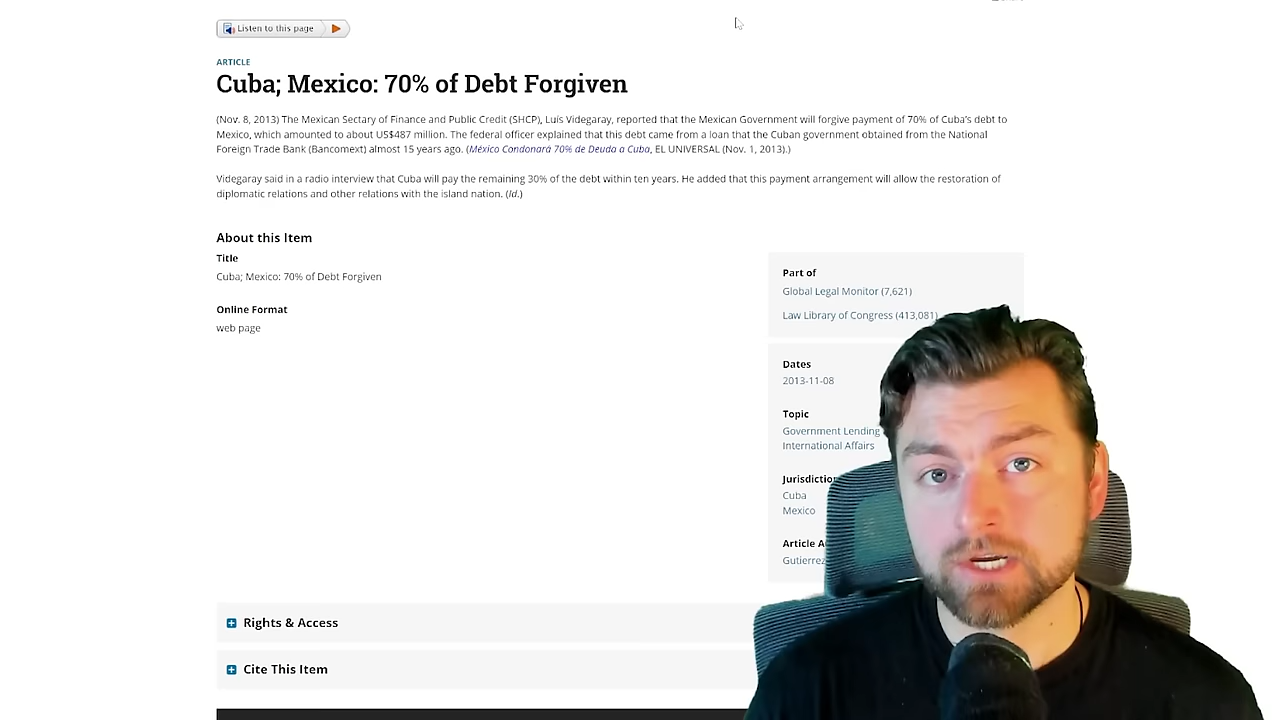 Listen to this page
ARTICLE
Cuba; Mexico: 70% of Debt Forgiven
(Nov. 8, 2013) The Mexican Sectary of Finance and Public Credit (SHCP), Luís Videgaray, reported that the Mexican Government will forgive payment of 70% of Cuba's debt to
Mexico, which amounted to about US$487 million. The federal officer explained that this debt came from a loan that the Cuban government obtained from the National
Foreign Trade Bank (Bancomext) almost 15 years ago. (México Condonará 70% de Deuda a Cuba, EL UNIVERSAL (Nov. 1, 2013).)
Videgaray said in a radio interview that Cuba will pay the remaining 30% of the debt within ten years. He added that this payment arrangement will allow the restoration of
diplomatic relations and other relations with the island nation. (Id.)
About this Item
Title
Cuba; Mexico: 70% of Debt Forgiven
Online Format
web page
Part of
Global Legal Monitor (7,621)
Law Library of Congress (413,081)
Dates
2013-11-08
Topic
Government Lending
International Affairs
Jurisdiction
Cuba
Mexico
Article A
Gutierrez
Rights & Access
Cite This Item